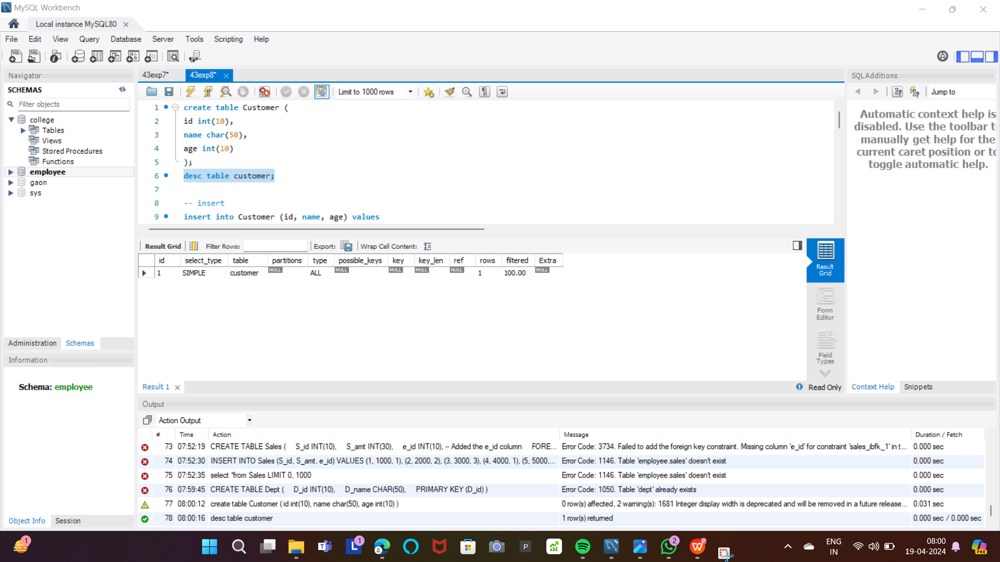 MySQL Workbench
Local instance MySQL80
File Edit View Query Database Server Tools Scripting Help
Navigator
SCHEMAS
Filter objects
college
Tables
Views
Stored Procedures
Functions
employee
gaon
sys
Administration Schemas
Information
Schema: employee
Object Info Session
43exp7* 43exp8*
Limit to 1000 rows
1 create table Customer (
2 id int(10),
3 name char(50),
4 age int(10)
5 );
6 desc table customer;
7
8 -- insert
9 insert into Customer (id, name, age) values
Result Grid Filter Rows: Export: Wrap Cell Content:
id select_type table partitions type possible_keys key key_len ref rows filtered Extra
1 SIMPLE customer NULL ALL NULL NULL NULL NULL 1 100.00 NULL
Result
Grid
Form
Editor
Field
Types
Result 1 Read Only
SQLAdditions
Jump to
Automatic context help is
disabled. Use the toolbar t
manually get help for the
current caret position or to
toggle automatic help.
Context Help Snippets
Output
Action Output
# Time Action Message Duration / Fetch
73 07:52:19 CREATE TABLE Sales ( S_id INT(10), S_amt INT(30), e_id INT(10), -- Added the e_id column FORE... Error Code: 3734. Failed to add the foreign key constraint. Missing column 'e_id' for constraint 'sales_ibfk_1' in t... 0.000 sec
74 07:52:30 INSERT INTO Sales (S_id, S_amt, e_id) VALUES (1, 1000, 1), (2, 2000, 2), (3, 3000, 3), (4, 4000, 1), (5, 5000,... Error Code: 1146. Table 'employee.sales' doesn't exist 0.000 sec
75 07:52:35 select *from Sales LIMIT 0, 1000 Error Code: 1146. Table 'employee.sales' doesn't exist 0.000 sec
76 07:59:45 CREATE TABLE Dept ( D_id INT(10), D_name CHAR(50), PRIMARY KEY (D_id) ) Error Code: 1050. Table 'dept' already exists 0.000 sec
77 08:00:12 create table Customer ( id int(10), name char(50), age int(10) ) 0 row(s) affected, 2 warning(s): 1681 Integer display width is deprecated and will be removed in a future release... 0.031 sec
78 08:00:16 desc table customer 1 row(s) returned 0.000 sec / 0.000 sec
1
1
2
ENG
IN
08:00
19-04-2024
PRE